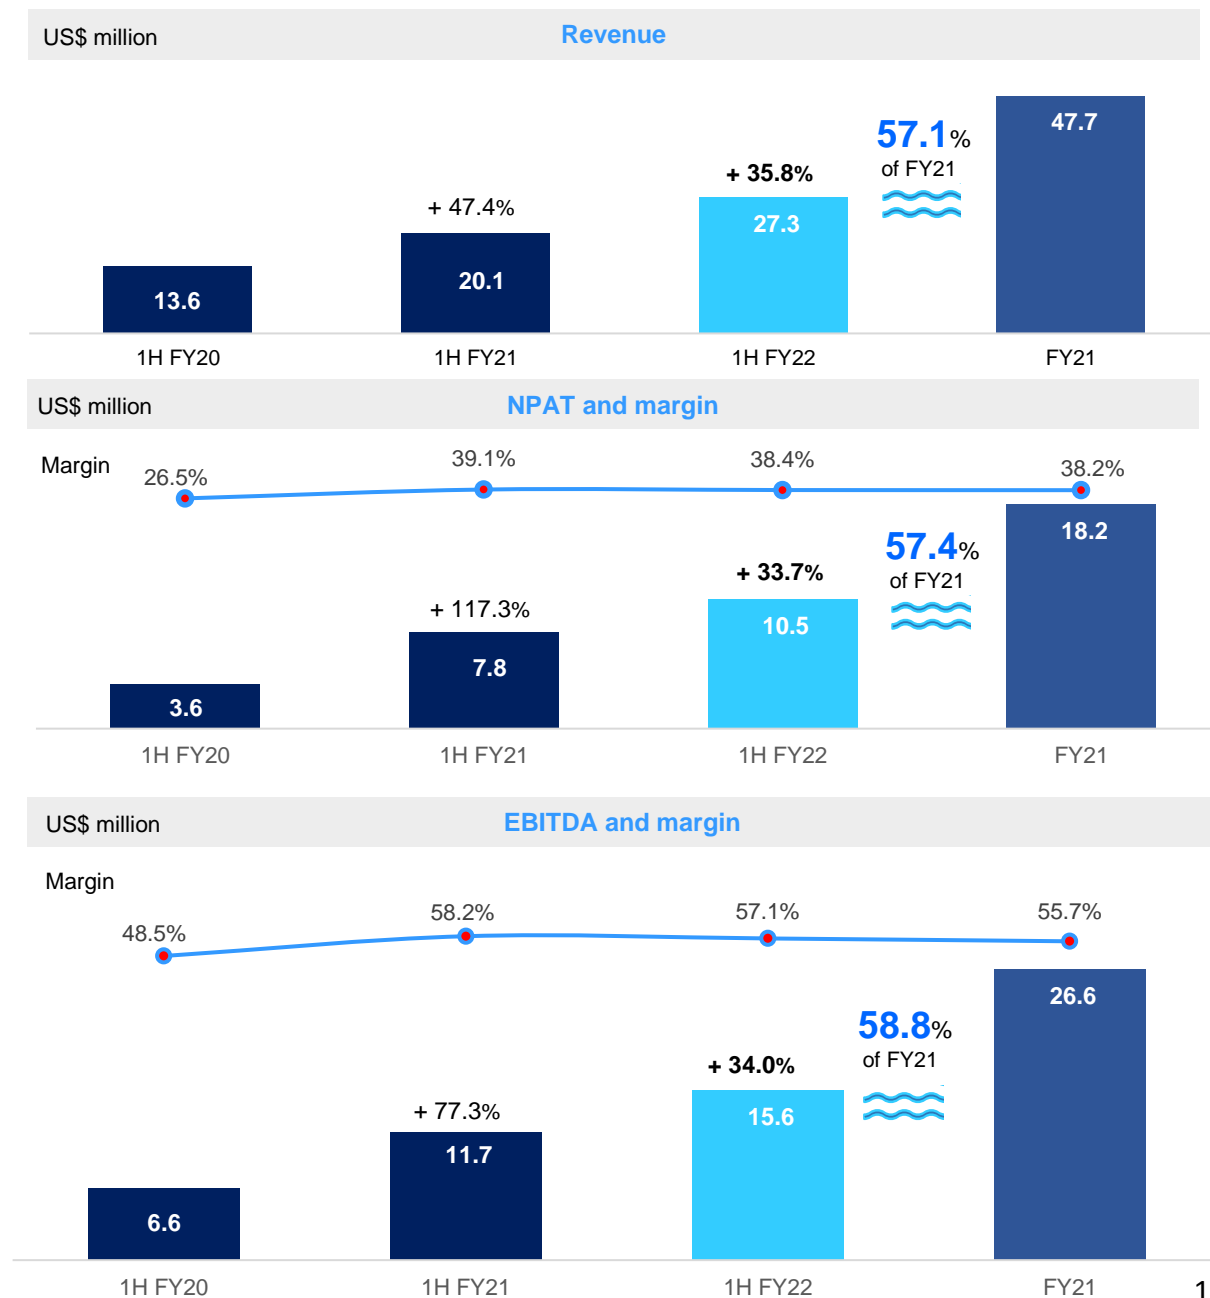 US$ million
Revenue
57.1%
of FY21
47.7
+ 35.8%
27.3
+ 47.4%
20.1
13.6
1H FY20
1H FY21
1H FY22
FY21
US$ million
NPAT and margin
Margin
26.5%
39.1%
38.4%
38.2%
18.2
57.4%
of FY21
+ 33.7%
10.5
+ 117.3%
7.8
3.6
1H FY20
1H FY21
1H FY22
FY21
US$ million
EBITDA and margin
Margin
48.5%
58.2%
57.1%
55.7%
26.6
58.8%
of FY21
+ 34.0%
15.6
+ 77.3%
11.7
6.6
1H FY20
1H FY21
1H FY22
FY21
1